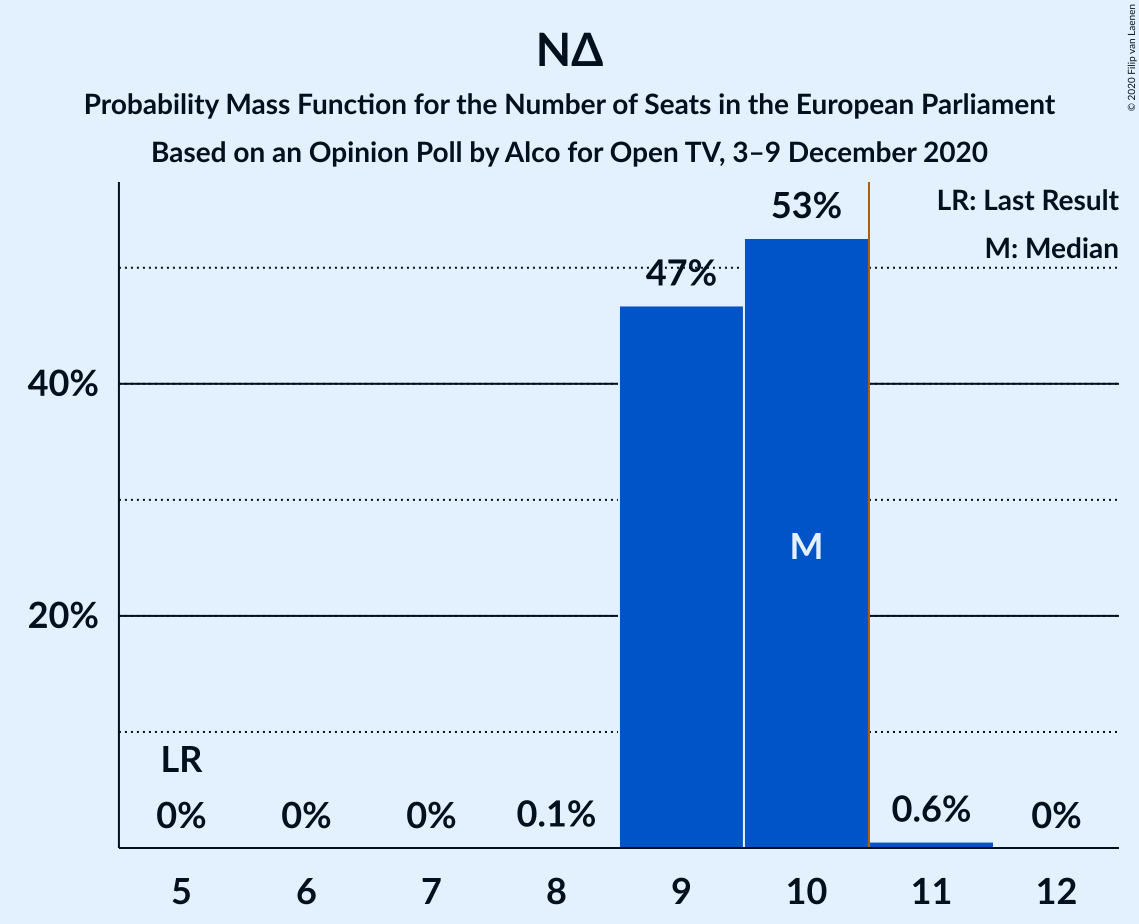 © 2020 Filip van Laenen
ΝΔ
Probability Mass Function for the Number of Seats in the European Parliament
Based on an Opinion Poll by Alco for Open TV, 3–9 December 2020
LR: Last Result
M: Median
53%
47%
40%
20%
M
LR
0%
0%
0%
0.1%
0.6%
0%
5
6
7
8
9
10
11
12